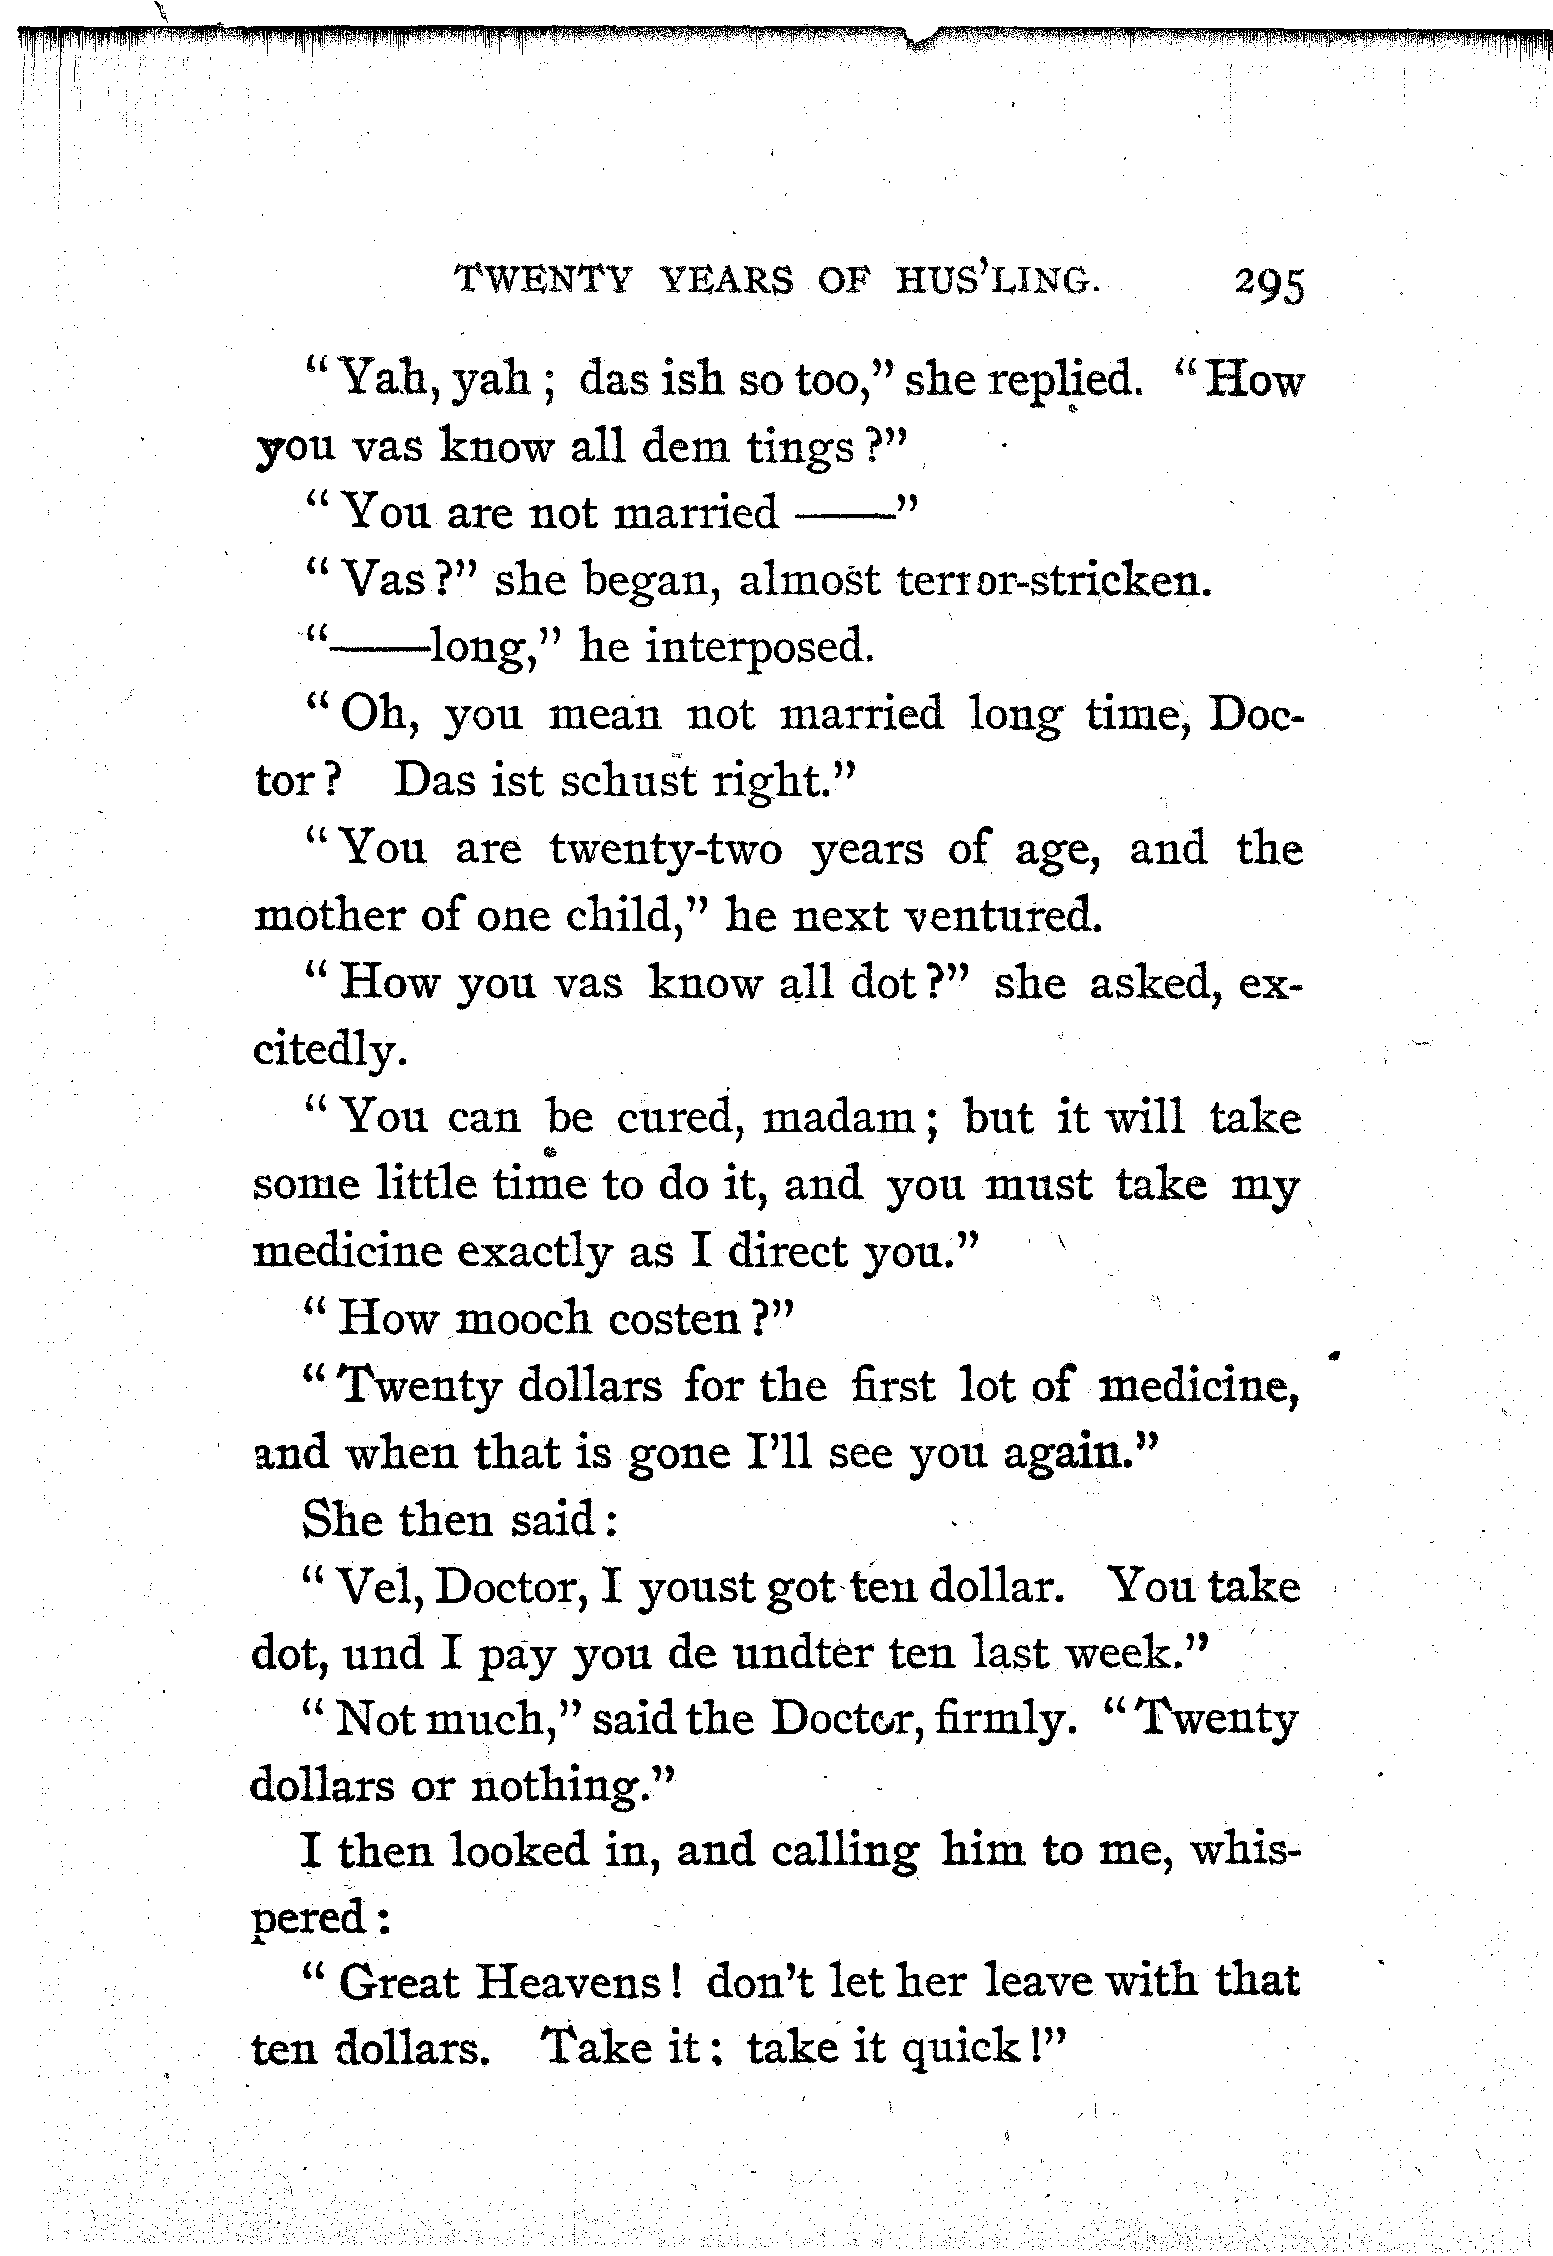 TWENTY YEARS OF HUS'LING. 295
“Yah, yah ; das ish so too,” she replied. “How
you vas know all dem tings ?”
“You are not married ——”
“Vas ?” she began, almost terror-stricken.
“——long,” he interposed.
“Oh, you mean not married long time, Doc-
tor ? Das ist schust right.”
“You are twenty-two years of age, and the
mother of one child,” he next ventured.
“How you vas know all dot ?” she asked, ex-
citedly.
“You can be cured, madam ; but it will take
some little time to do it, and you must take my
medicine exactly as I direct you.”
“How mooch costen ?”
“Twenty dollars for the first lot of medicine,
and when that is gone I'll see you again.”
She then said :
“Vel, Doctor, I youst got ten dollar. You take
dot, und I pay you de undter ten last week.”
“Not much,” said the Doctor, firmly. “Twenty
dollars or nothing.”
I then looked in, and calling him to me, whis-
pered :
“Great Heavens ! don't let her leave with that
ten dollars. Take it ; take it quick !”